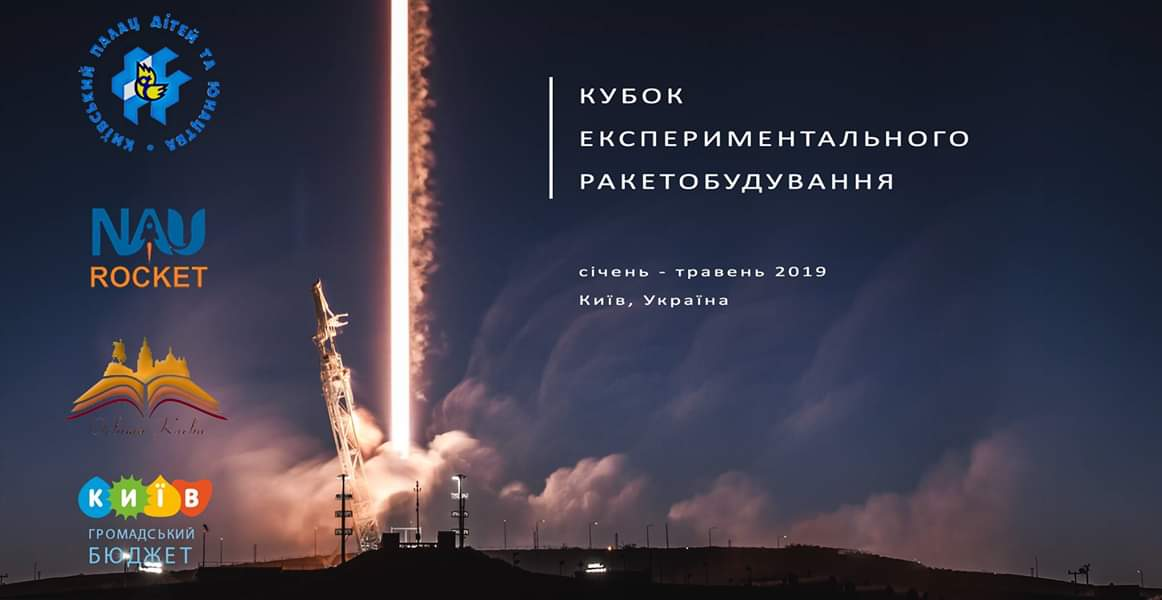 КИЇВСЬКИЙ ПАЛАЦ ДІТЕЙ ТА ЮНАЦТВА
NAU
ROCKET
КИЇВ
ГРОМАДСЬКИЙ
БЮДЖЕТ
КУБОК
ЕКСПЕРИМЕНТАЛЬНОГО
РАКЕТОБУДУВАННЯ
січень - травень 2019
Київ, Україна